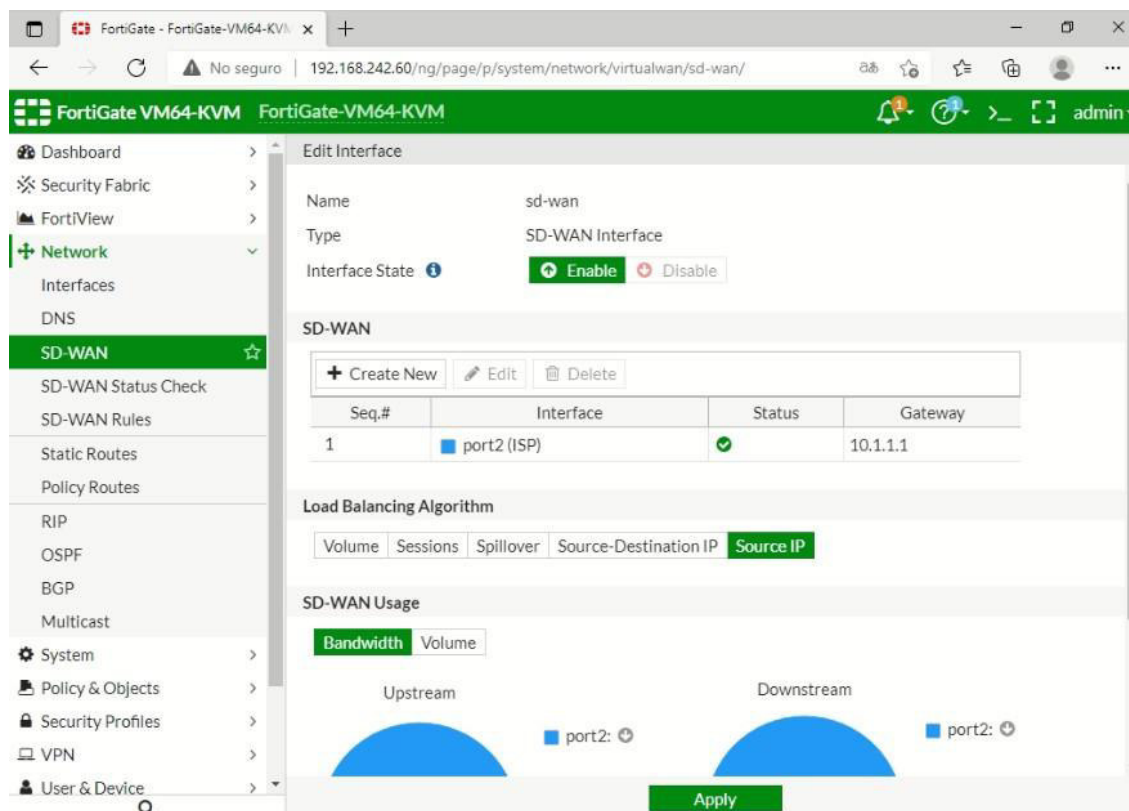 FortiGate - FortiGate-VM64-KVM
No seguro 192.168.242.60/ng/page/p/system/network/virtualwan/sd-wan/ aあ
FortiGate VM64-KVM FortiGate-VM64-KVM 1 1 >_ admin
Dashboard
Security Fabric
FortiView
Network
Interfaces
DNS
SD-WAN
SD-WAN Status Check
SD-WAN Rules
Static Routes
Policy Routes
RIP
OSPF
BGP
Multicast
System
Policy & Objects
Security Profiles
VPN
User & Device
Edit Interface
Name sd-wan
Type SD-WAN Interface
Interface State Enable Disable
SD-WAN
+ Create New Edit Delete
Seq.# Interface Status Gateway
1 port2 (ISP) 10.1.1.1
Load Balancing Algorithm
Volume Sessions Spillover Source-Destination IP Source IP
SD-WAN Usage
Bandwidth Volume
Upstream Downstream
port2: port2:
Apply